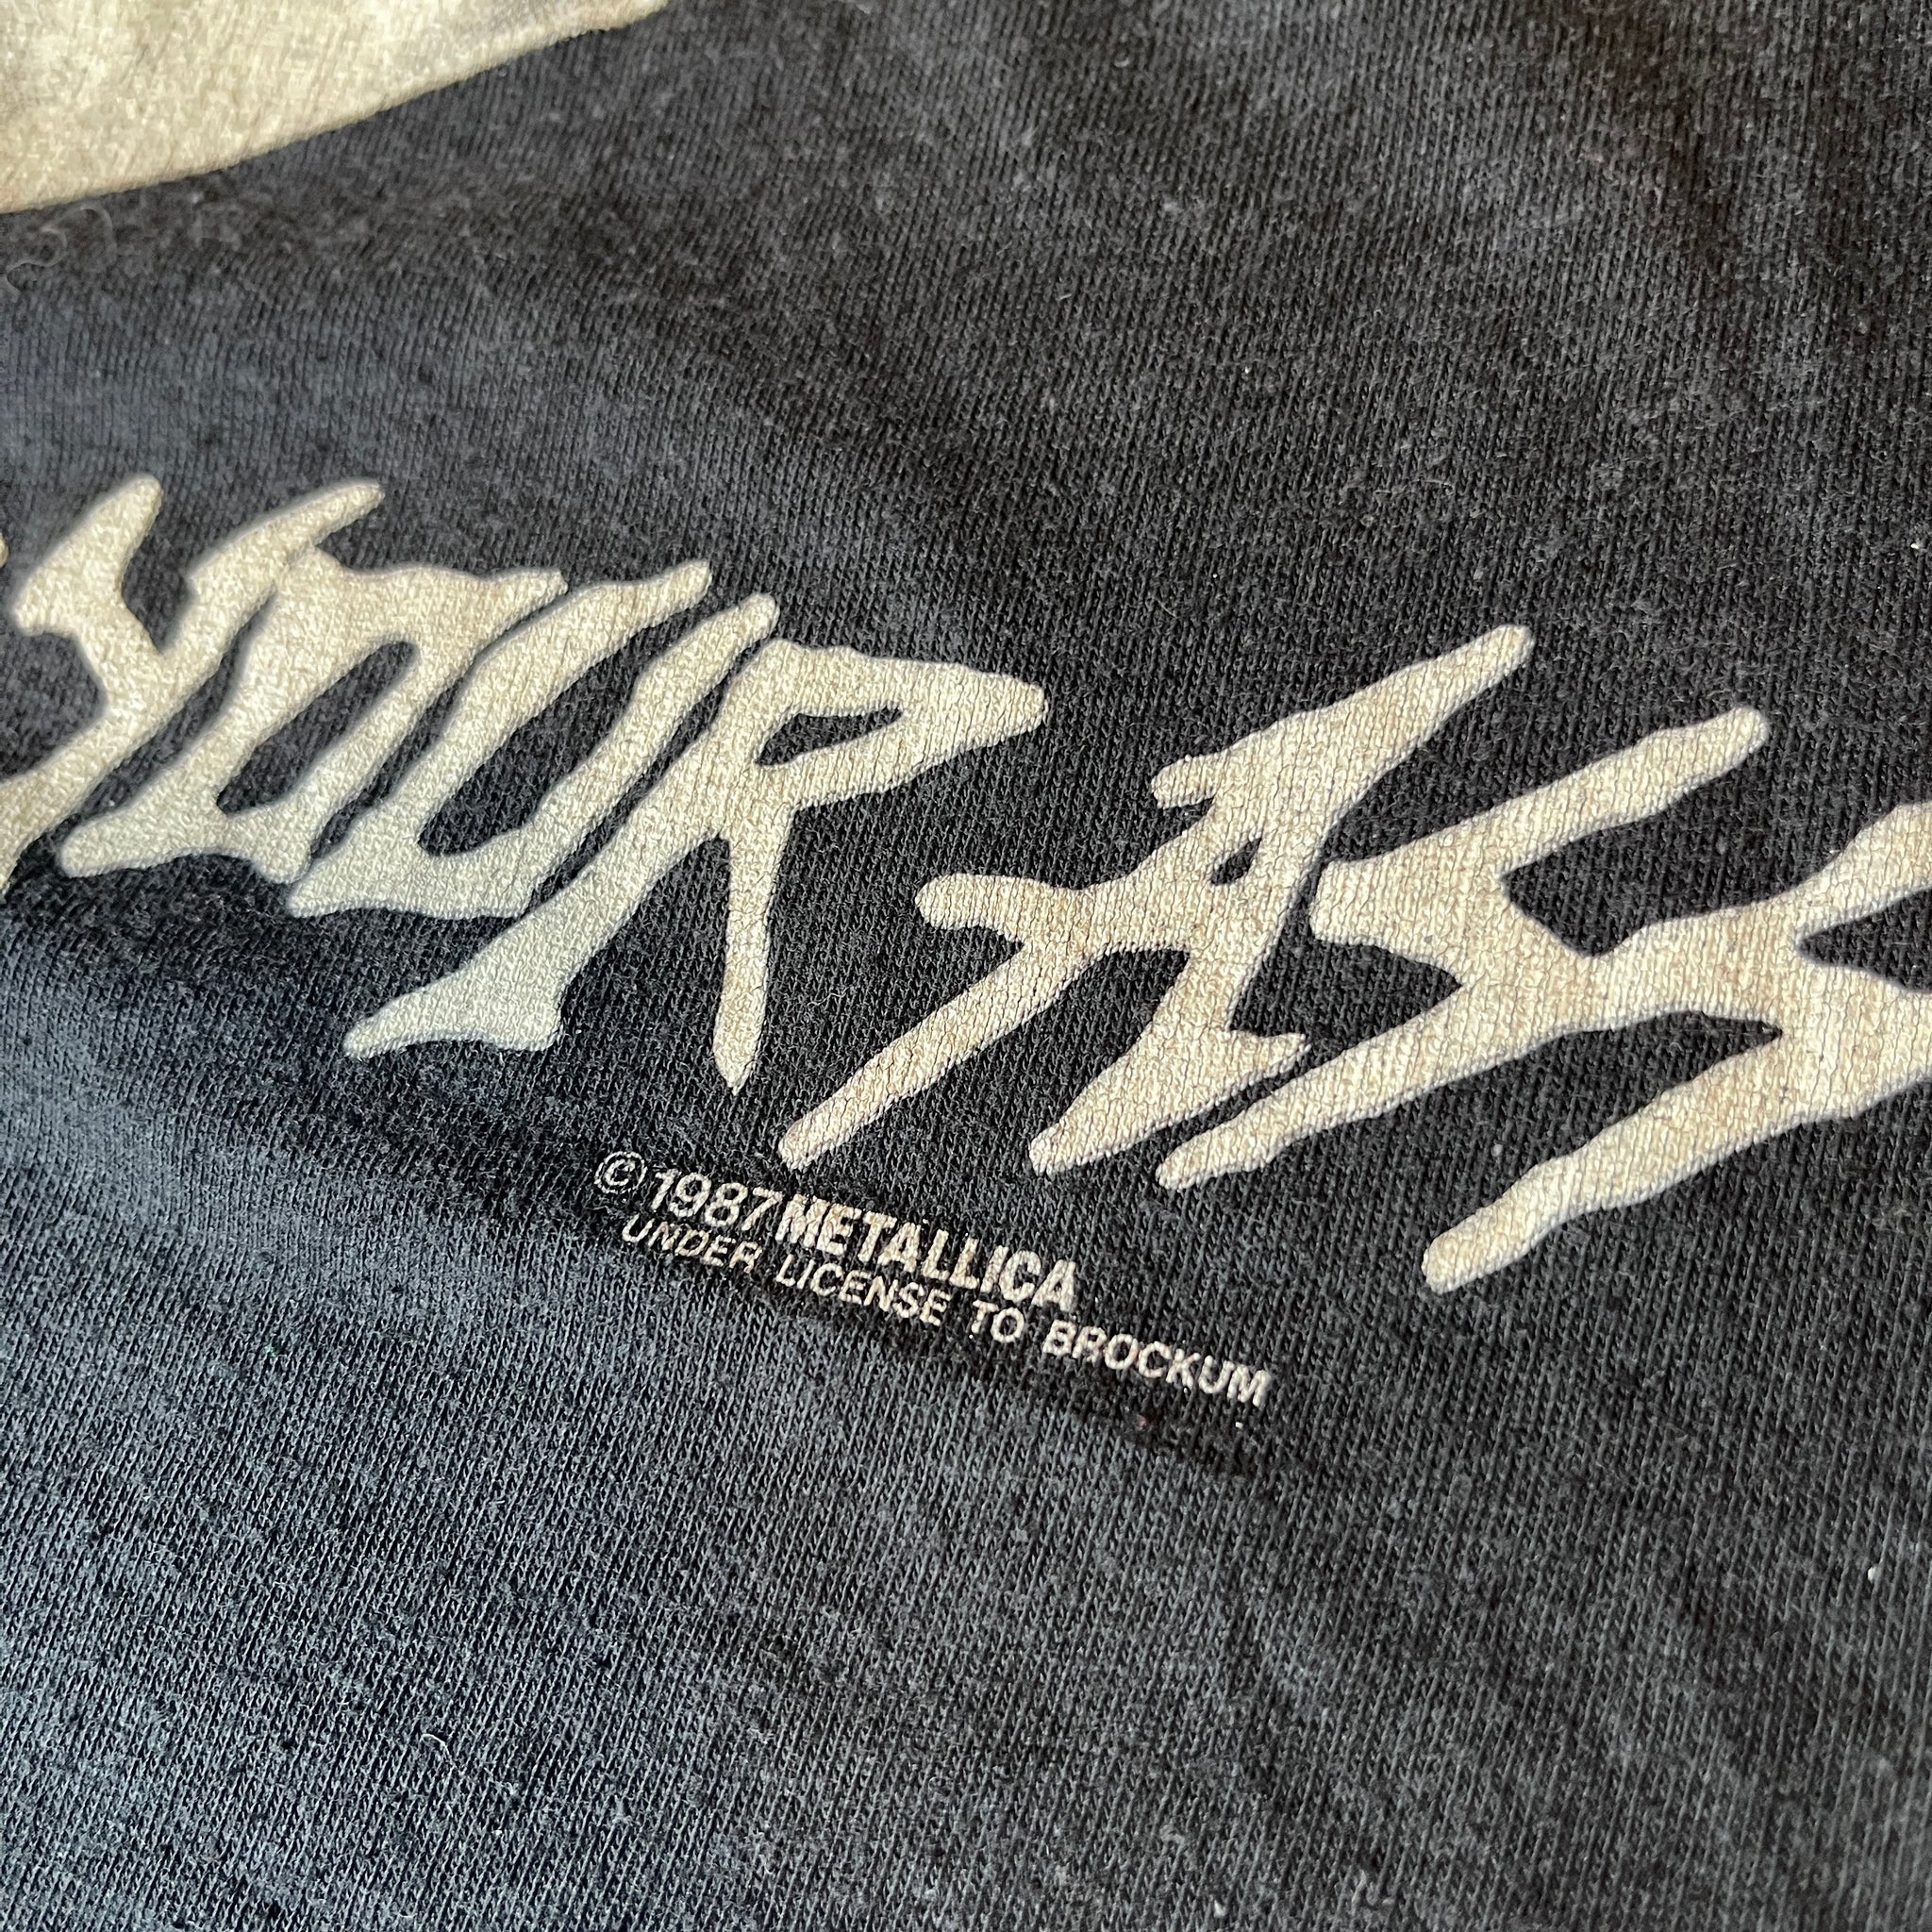 YOUR ASS
©1987 METALLICA
UNDER LICENSE TO BROCKUM